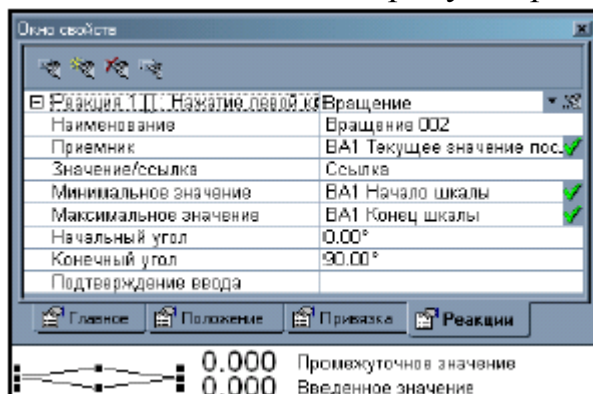 Окно свойств
Реакция 1 Нажатие левой Вращение
Наименование Вращение 002
Приемник ВА1 Текущее значение пос.
Значение/ссылка Ссылка
Минимальное значение ВА1 Начало шкалы
Максимальное значение ВА1 Конец шкалы
Начальный угол 0.00°
Конечный угол 90.00°
Подтверждение ввода
Главное Положение Привязка Реакции
0.000 Промежуточное значение
0.000 Введенное значение